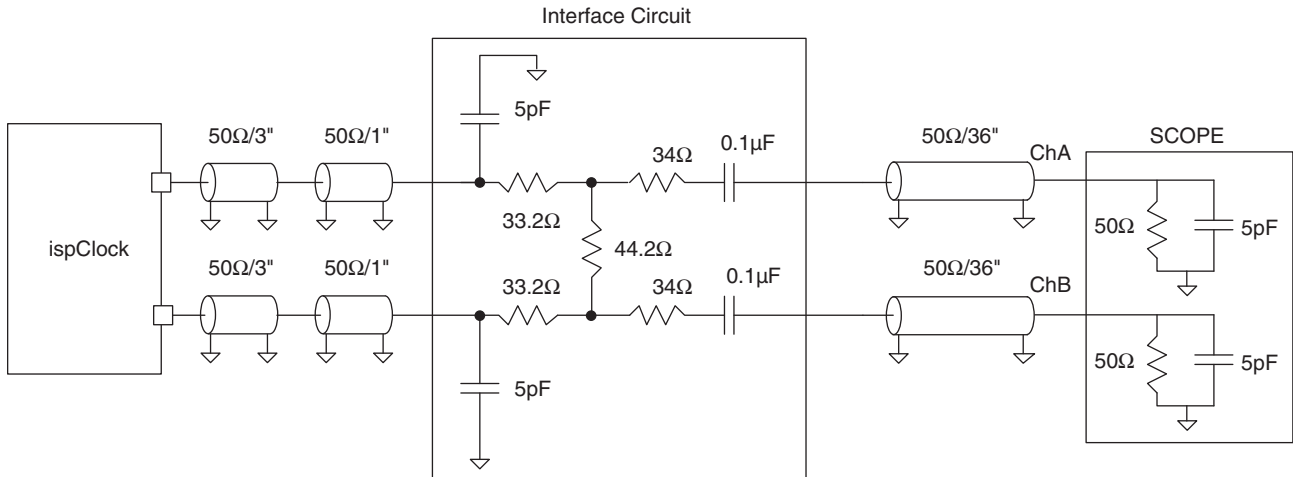 Interface Circuit
5pF
50Ω/3"
50Ω/1"
34Ω
0.1µF
50Ω/36"
ChA
SCOPE
33.2Ω
44.2Ω
50Ω
5pF
ispClock
50Ω/3"
50Ω/1"
33.2Ω
34Ω
0.1µF
50Ω/36"
ChB
50Ω
5pF
5pF